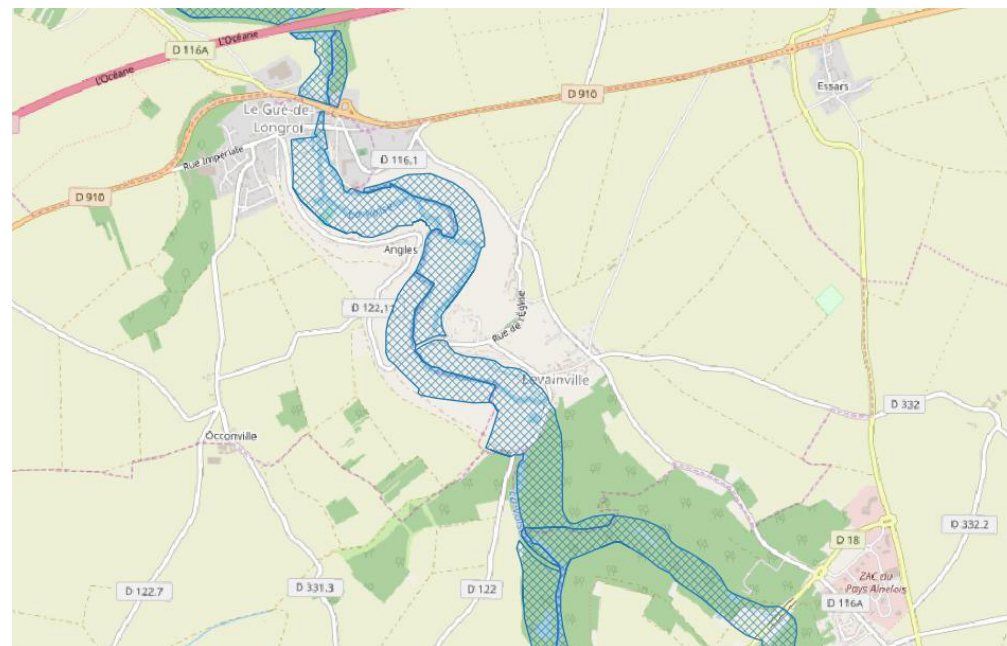 D 116A
L'Océane
L'Océane
Le Gué-de-
Longroi
Rue Impériale
D 910
D 910
D 116.1
Essars
Angles
D 122.1
Rue de l'Église
Levainville
D 332
Occonville
D 332.2
D 18
ZAC du
Pays Alnelois
D 116A
D 122.7
D 331.3
D 122